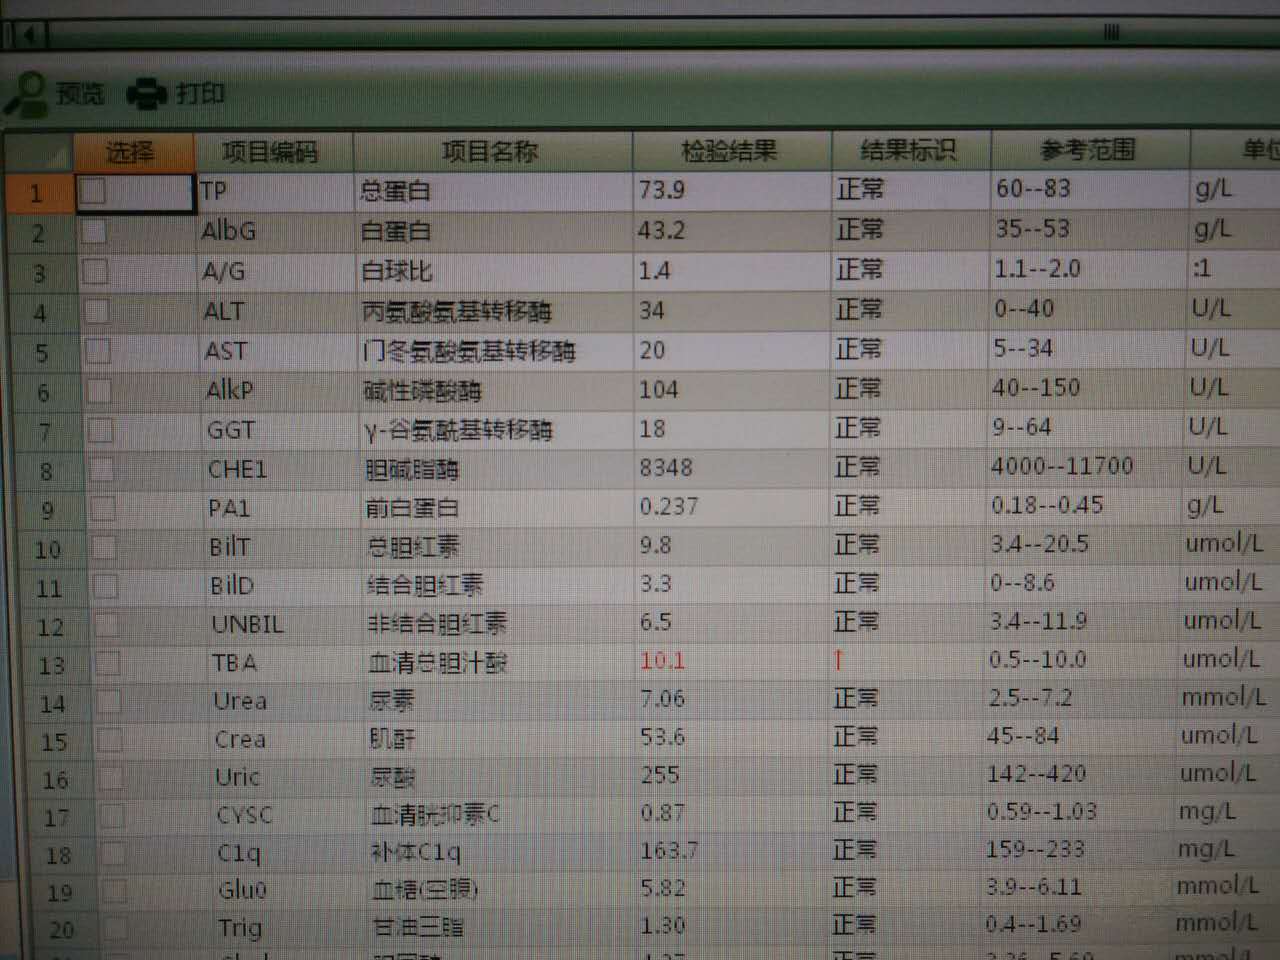 预览 打印
选择 项目编码 项目名称 检验结果 结果标识 参考范围 单位
1 TP 总蛋白 73.9 正常 60--83 g/L
2 AlbG 白蛋白 43.2 正常 35--53 g/L
3 A/G 白球比 1.4 正常 1.1--2.0 :1
4 ALT 丙氨酸氨基转移酶 34 正常 0--40 U/L
5 AST 门冬氨酸氨基转移酶 20 正常 5--34 U/L
6 AlkP 碱性磷酸酶 104 正常 40--150 U/L
7 GGT γ-谷氨酰基转移酶 18 正常 9--64 U/L
8 CHE1 胆碱脂酶 8348 正常 4000--11700 U/L
9 PA1 前白蛋白 0.237 正常 0.18--0.45 g/L
10 BilT 总胆红素 9.8 正常 3.4--20.5 umol/L
11 BilD 结合胆红素 3.3 正常 0--8.6 umol/L
12 UNBIL 非结合胆红素 6.5 正常 3.4--11.9 umol/L
13 TBA 血清总胆汁酸 10.1 ↑ 0.5--10.0 umol/L
14 Urea 尿素 7.06 正常 2.5--7.2 mmol/L
15 Crea 肌酐 53.6 正常 45--84 umol/L
16 Uric 尿酸 255 正常 142--420 umol/L
17 CYSC 血清胱抑素C 0.87 正常 0.59--1.03 mg/L
18 C1q 补体C1q 163.7 正常 159--233 mg/L
19 Glu0 血糖(空腹) 5.82 正常 3.9--6.11 mmol/L
20 Trig 甘油三脂 1.30 正常 0.4--1.69 mmol/L